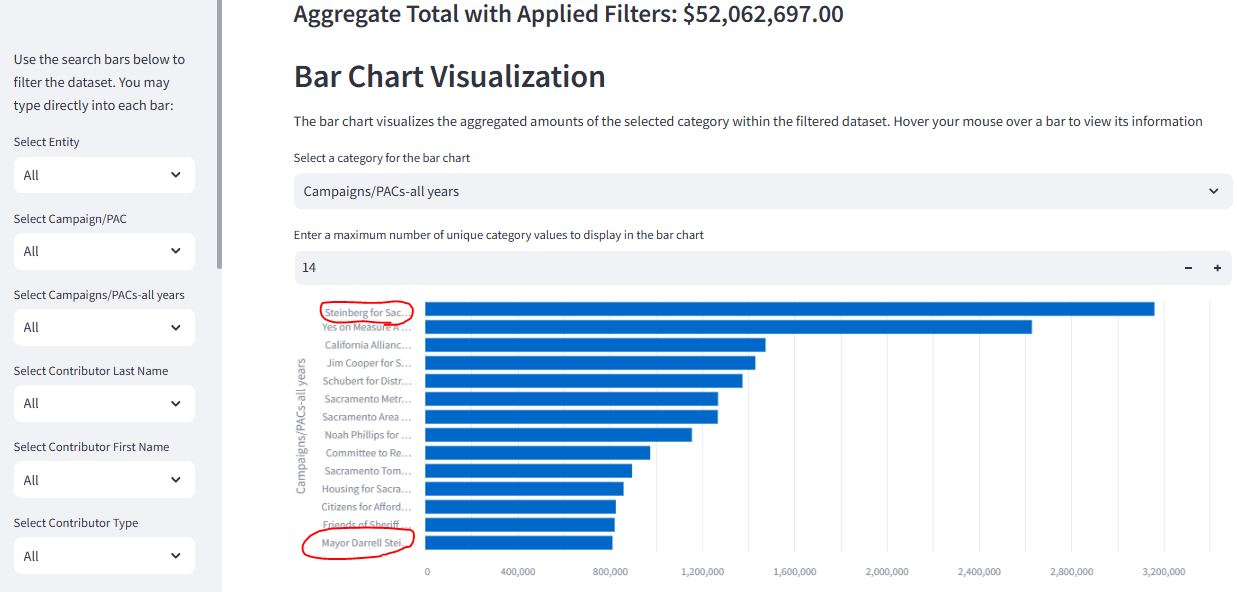 Aggregate Total with Applied Filters: $52,062,697.00
Use the search bars below to
filter the dataset. You may
type directly into each bar:
Select Entity
All
Select Campaign/PAC
All
Select Campaigns/PACs-all years
All
Select Contributor Last Name
All
Select Contributor First Name
All
Select Contributor Type
All
Bar Chart Visualization
The bar chart visualizes the aggregated amounts of the selected category within the filtered dataset. Hover your mouse over a bar to view its information
Select a category for the bar chart
Campaigns/PACs-all years
Enter a maximum number of unique category values to display in the bar chart
14
Campaigns/PACs-all years
Steinberg for Sac...
Yes on Measure A ...
California Allianc...
Jim Cooper for S...
Schubert for Distr...
Sacramento Metr...
Sacramento Area ...
Noah Phillips for ...
Committee to Re...
Sacramento Tom...
Housing for Sacra...
Citizens for Afford...
Friends of Sheriff ...
Mayor Darrell Stei...
0 400,000 800,000 1,200,000 1,600,000 2,000,000 2,400,000 2,800,000 3,200,000